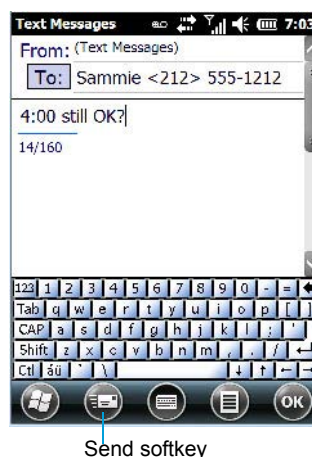 Text Messages 7:03
From: (Text Messages)
To: Sammie <212> 555-1212
4:00 still OK?
14/160
123 1 2 3 4 5 6 7 8 9 0 - =
Tab q w e r t y u i o p [ ]
CAP a s d f g h j k l ; '
Shift z x c v b n m , . /
Ctl áü ` \
OK
Send softkey